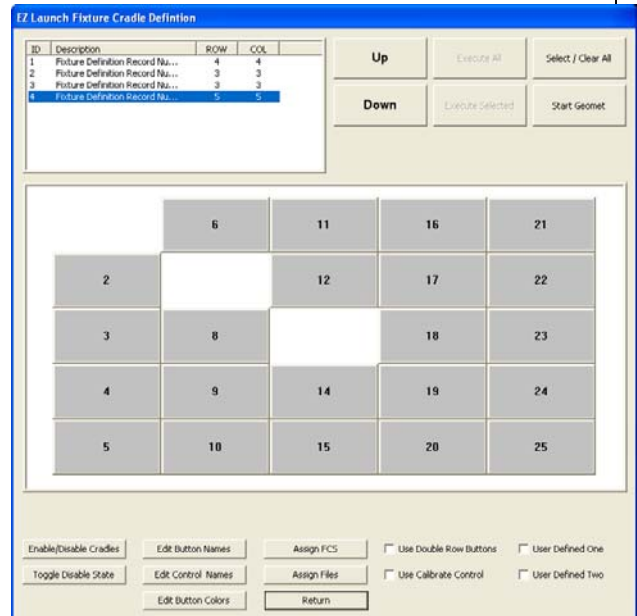 EZ Launch Fixture Cradle Defintion
ID Description ROW COL
1 Fixture Definition Record Nu... 4 4
2 Fixture Definition Record Nu... 3 3
3 Fixture Definition Record Nu... 3 3
4 Fixture Definition Record Nu... 5 5
Up Execute All Select / Clear All
Down Execute Selected Start Geomet
6 11 16 21
2 12 17 22
3 8 18 23
4 9 14 19 24
5 10 15 20 25
Enable/Disable Cradles Edit Button Names Assign FCS Use Double Row Buttons User Defined One
Toggle Disable State Edit Control Names Assign Files Use Calibrate Control User Defined Two
Edit Button Colors Return